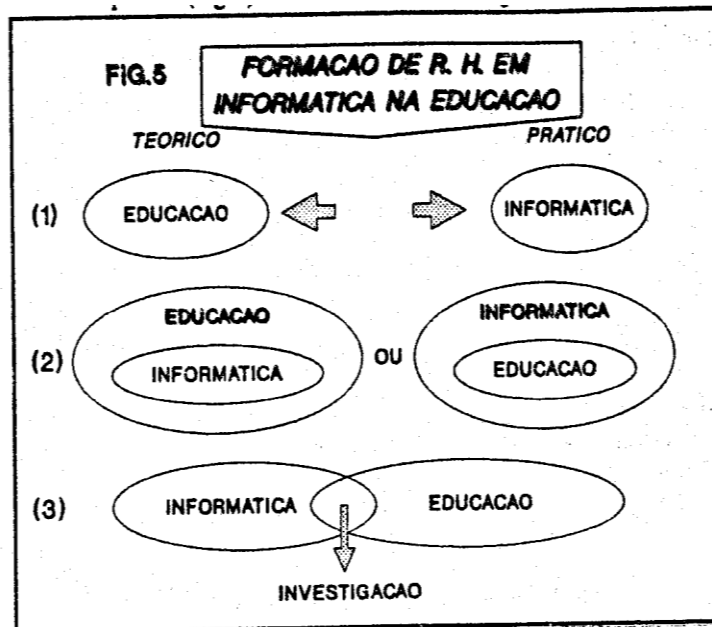 FIG.5
FORMACAO DE R. H. EM
INFORMATICA NA EDUCACAO
TEORICO
PRATICO
(1)
EDUCACAO
INFORMATICA
(2)
EDUCACAO
INFORMATICA
OU
INFORMATICA
EDUCACAO
(3)
INFORMATICA
EDUCACAO
INVESTIGACAO